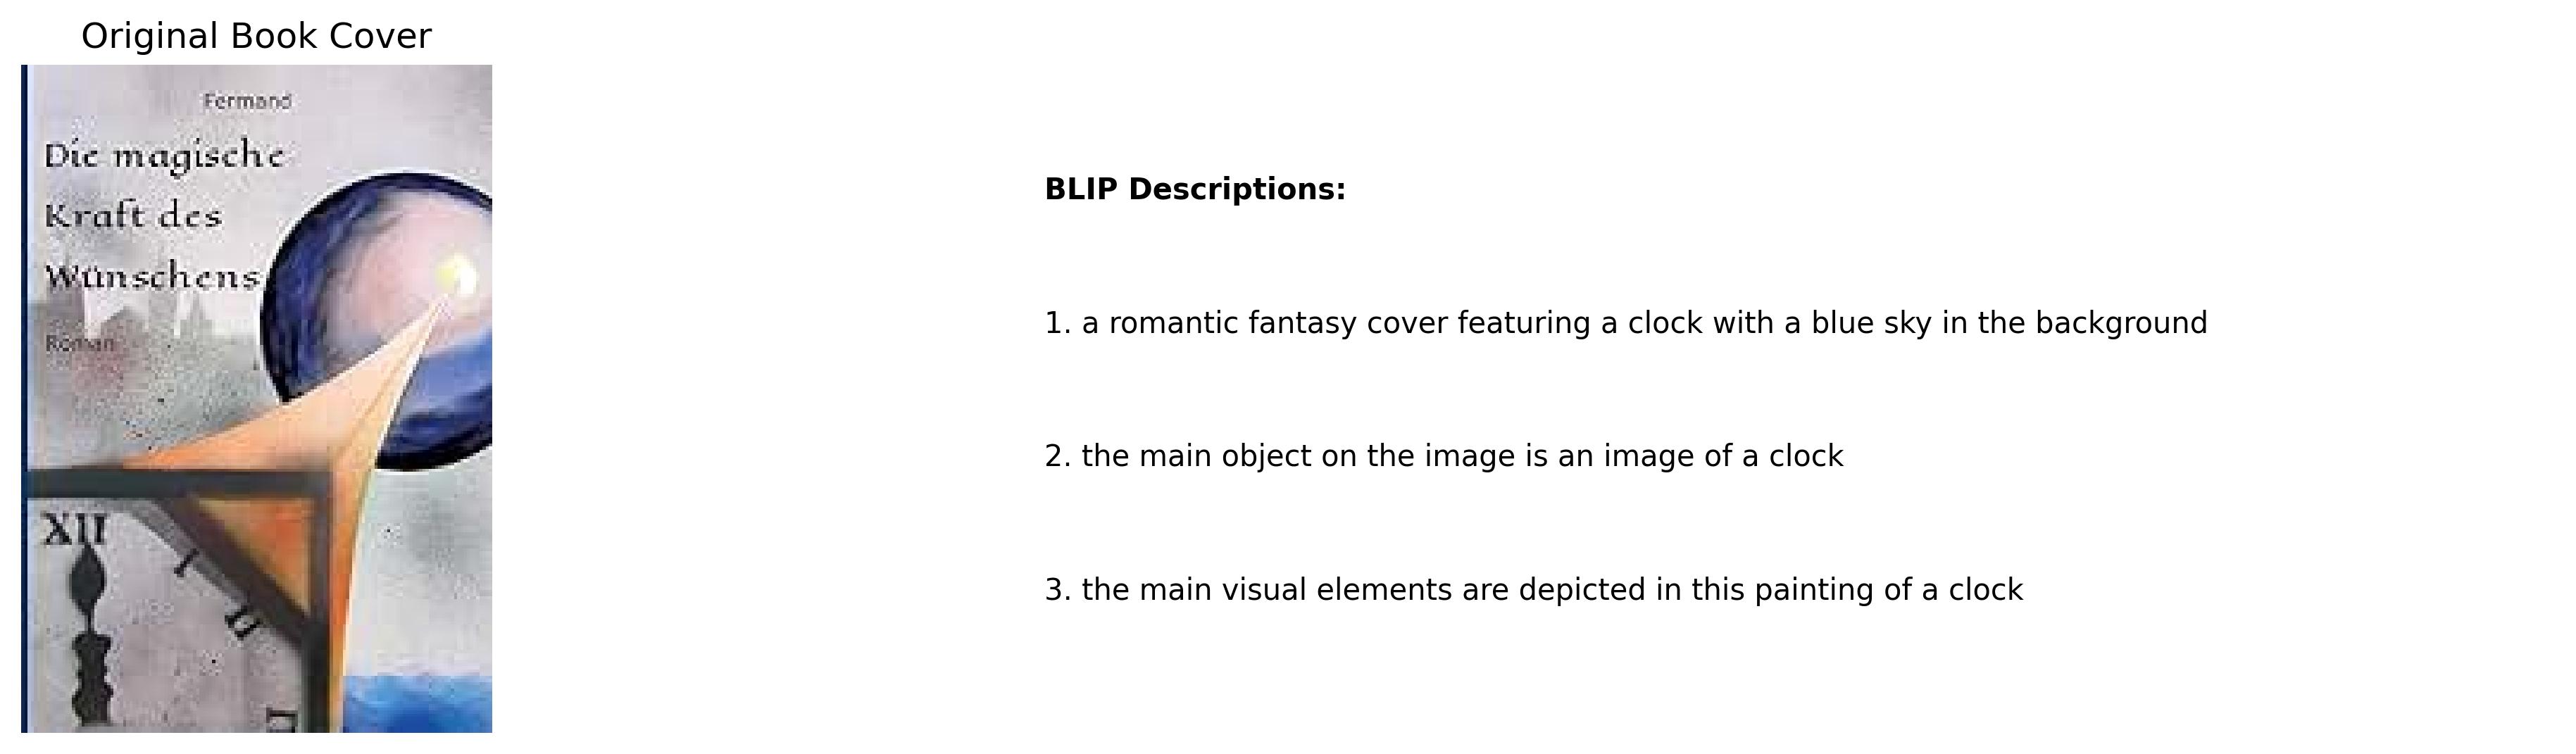 Original Book Cover
Fermand
Die magische
Kraft des
Wünschens
Roman
XII
I
II
BLIP Descriptions:
1. a romantic fantasy cover featuring a clock with a blue sky in the background
2. the main object on the image is an image of a clock
3. the main visual elements are depicted in this painting of a clock